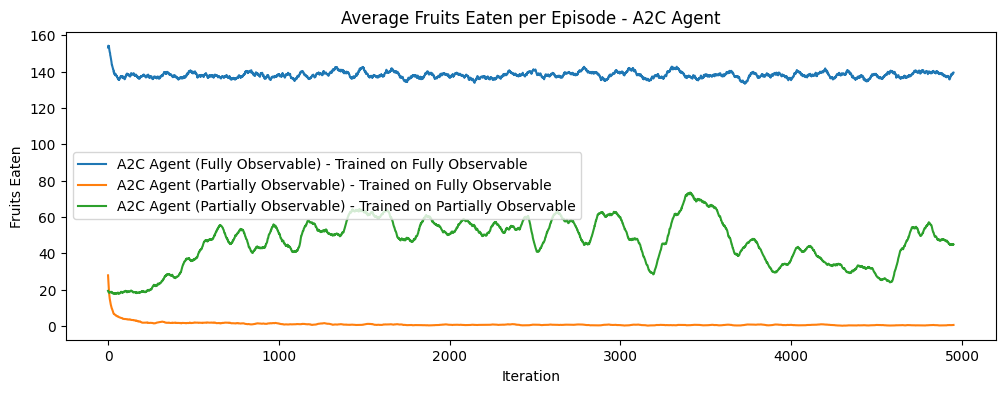 Average Fruits Eaten per Episode - A2C Agent
160
140
120
100
80
60
40
20
0
Fruits Eaten
A2C Agent (Fully Observable) - Trained on Fully Observable
A2C Agent (Partially Observable) - Trained on Fully Observable
A2C Agent (Partially Observable) - Trained on Partially Observable
0 1000 2000 3000 4000 5000
Iteration